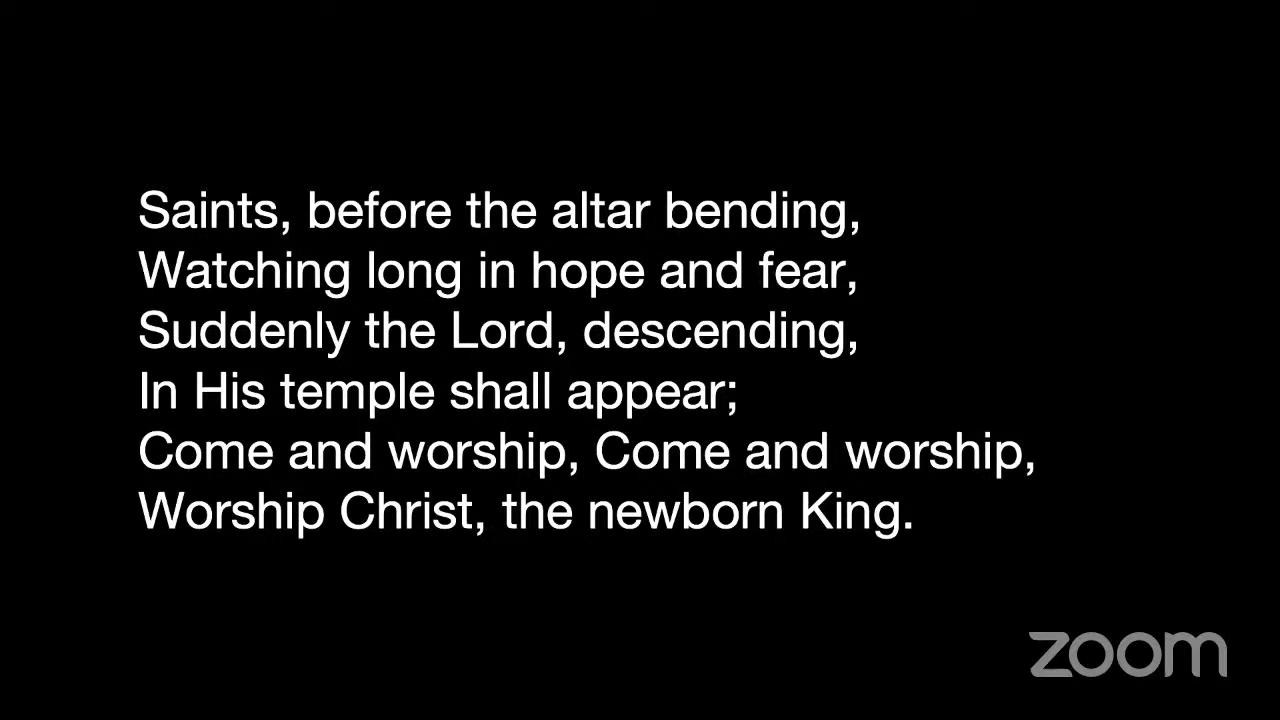 Saints, before the altar bending,
Watching long in hope and fear,
Suddenly the Lord, descending,
In His temple shall appear;
Come and worship, Come and worship,
Worship Christ, the newborn King.
zoom